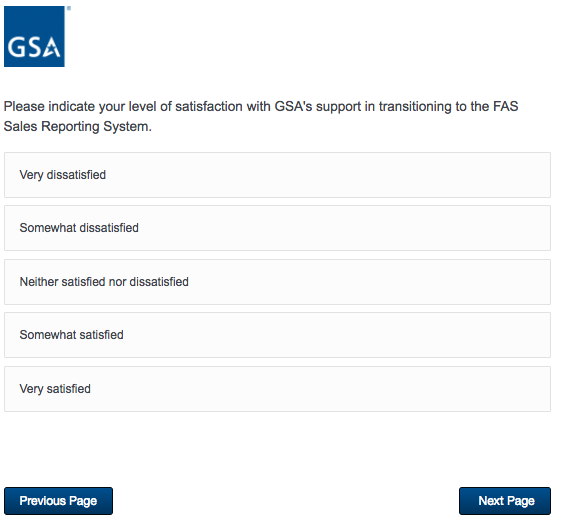 GSA
Please indicate your level of satisfaction with GSA's support in transitioning to the FAS
Sales Reporting System.
Very dissatisfied
Somewhat dissatisfied
Neither satisfied nor dissatisfied
Somewhat satisfied
Very satisfied
Previous Page
Next Page